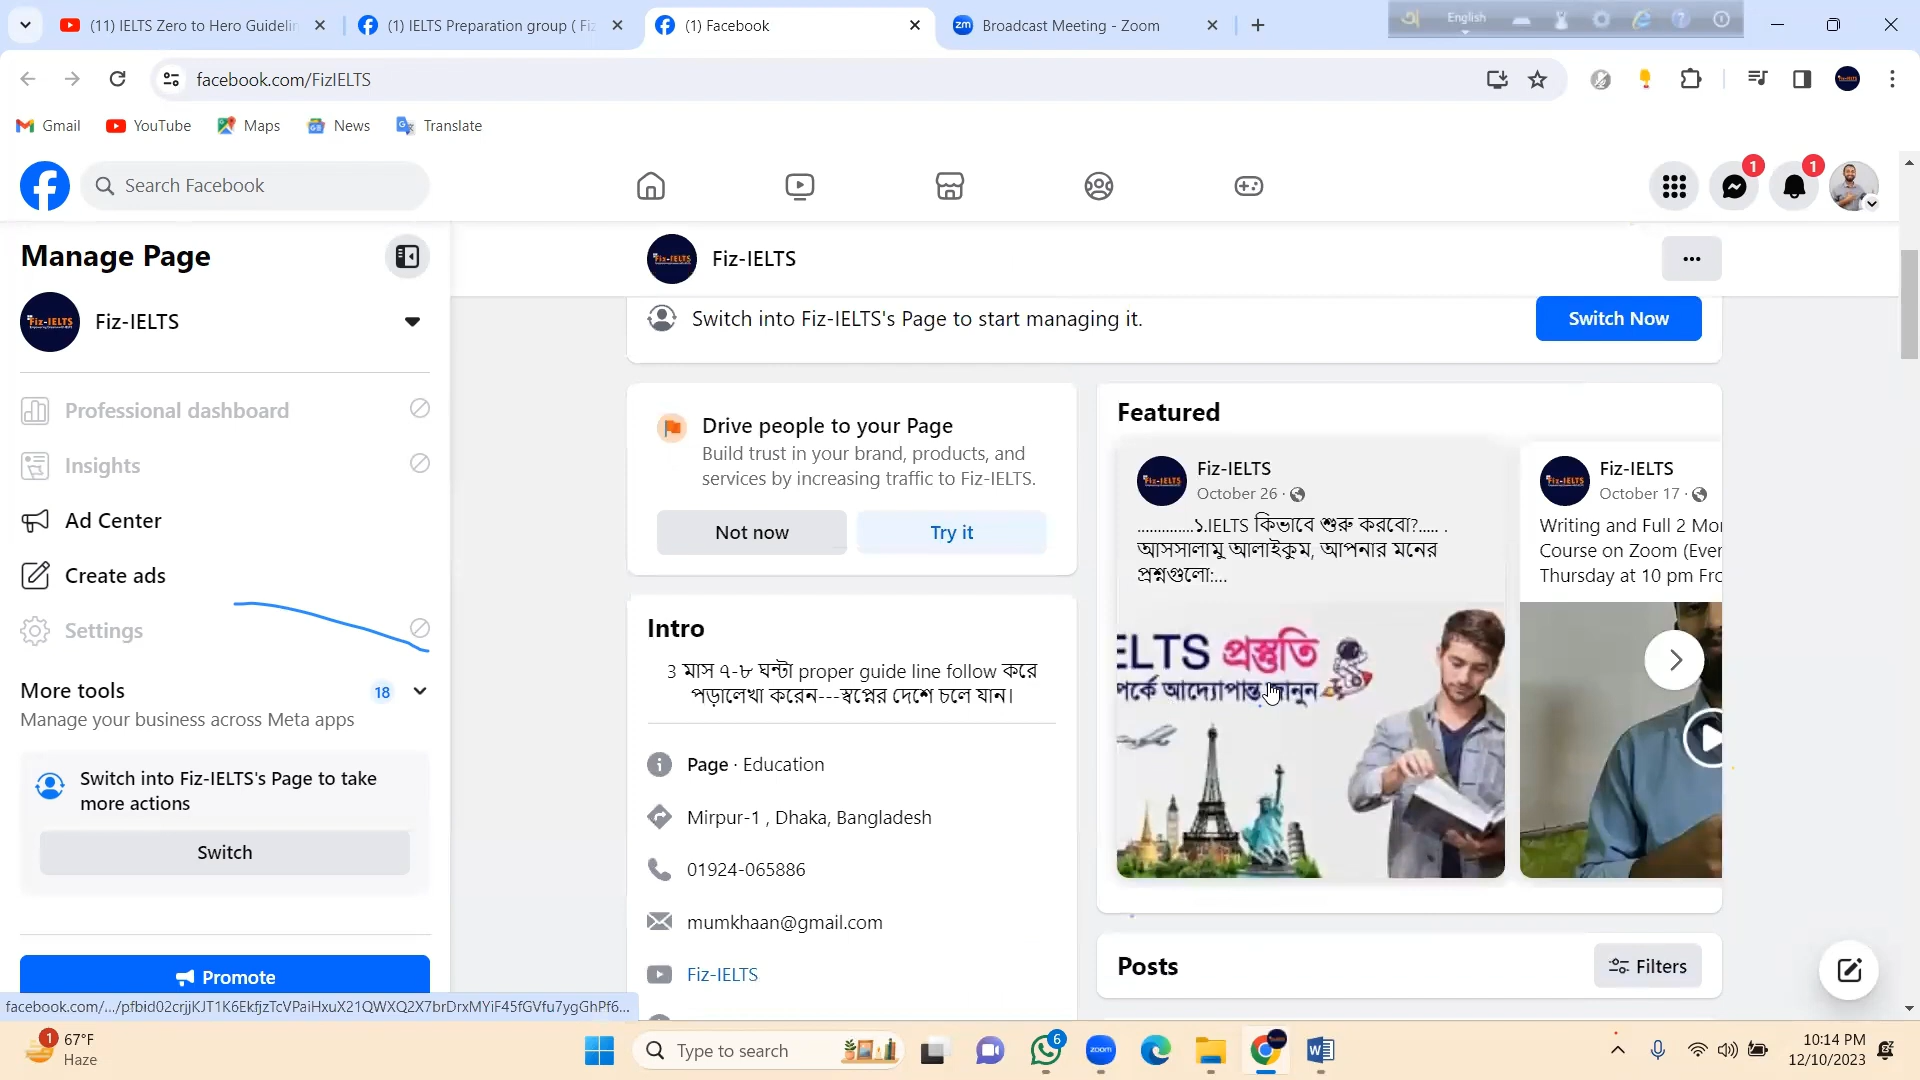 (11) IELTS Zero to Hero Guidelin
(1) IELTS Preparation group ( Fiz
(1) Facebook
Broadcast Meeting - Zoom
English
facebook.com/FizIELTS
Gmail
YouTube
Maps
News
Translate
Search Facebook
1
1
Manage Page
Fiz-IELTS
Professional dashboard
Insights
Ad Center
Create ads
Settings
More tools
18
Manage your business across Meta apps
Switch into Fiz-IELTS's Page to take
more actions
Switch
Promote
facebook.com/.../pfbid02crjjKJT1K6EkfjzTcVPaiHxuX21QWXQ2X7brDrxMYiF45fGVfu7ygGhPf6...
Fiz-IELTS
Switch into Fiz-IELTS's Page to start managing it.
Switch Now
Drive people to your Page
Build trust in your brand, products, and
services by increasing traffic to Fiz-IELTS.
Not now
Try it
Intro
3 মাস ৭-৮ ঘন্টা proper guide line follow করে
পড়ালেখা করেন---স্বপ্নের দেশে চলে যান।
Page · Education
Mirpur-1 , Dhaka, Bangladesh
01924-065886
mumkhaan@gmail.com
Fiz-IELTS
Featured
Fiz-IELTS
October 26 ·
..............১.IELTS কিভাবে শুরু করবো?..... .
আসসালামু আলাইকুম, আপনার মনের
প্রশ্নগুলো:...
ELTS প্রস্তুতি
পর্কে আদ্যোপান্ত জানুন
Fiz-IELTS
October 17 ·
Writing and Full 2 Mor
Course on Zoom (Ever
Thursday at 10 pm Frc
Posts
Filters
1
67°F
Haze
Type to search
6
zoom
10:14 PM
12/10/2023